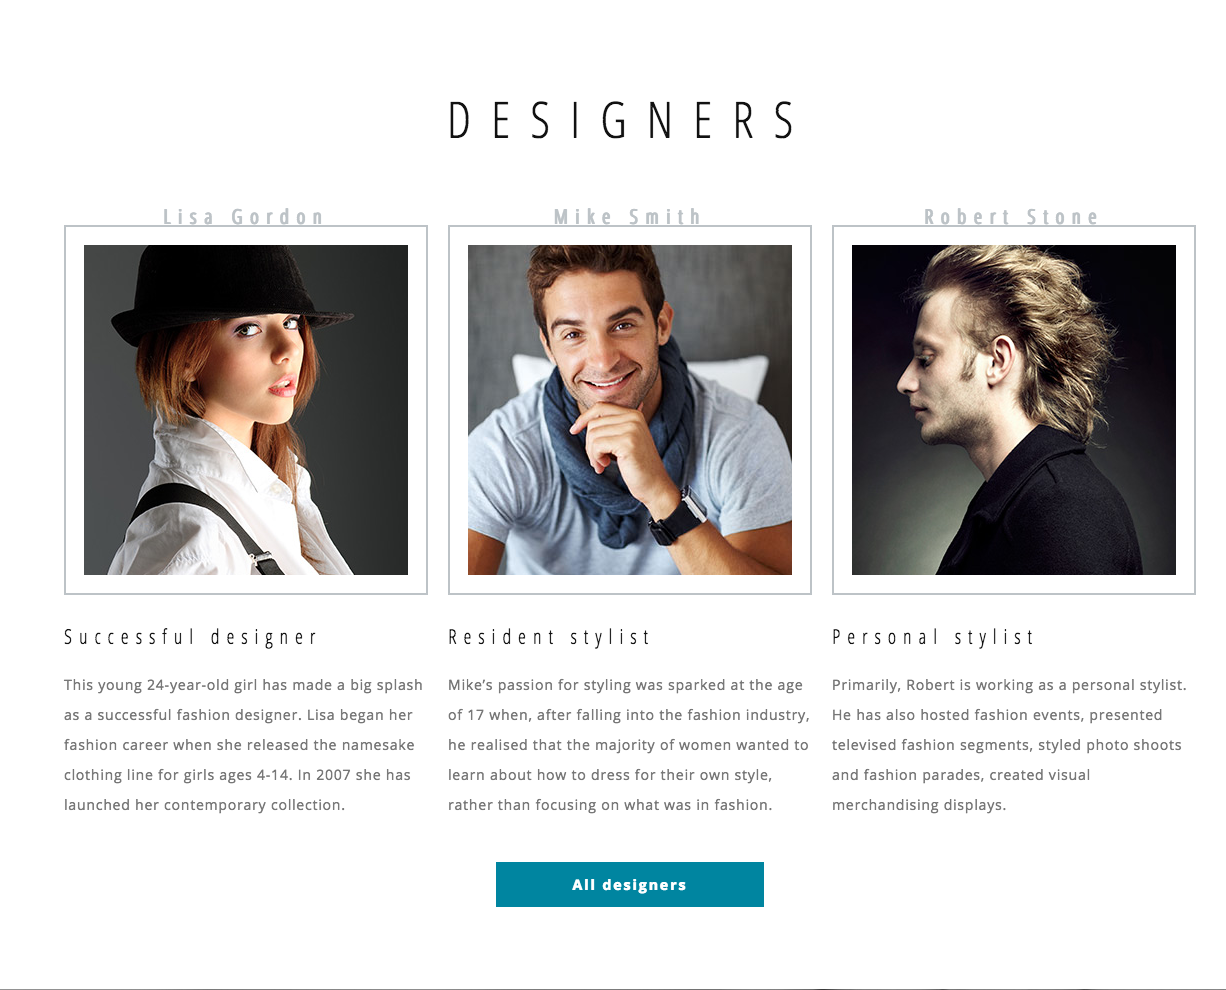 DESIGNERS
Lisa Gordon
Mike Smith
Robert Stone
Successful designer
This young 24-year-old girl has made a big splash
as a successful fashion designer. Lisa began her
fashion career when she released the namesake
clothing line for girls ages 4-14. In 2007 she has
launched her contemporary collection.
Resident stylist
Mike’s passion for styling was sparked at the age
of 17 when, after falling into the fashion industry,
he realised that the majority of women wanted to
learn about how to dress for their own style,
rather than focusing on what was in fashion.
Personal stylist
Primarily, Robert is working as a personal stylist.
He has also hosted fashion events, presented
televised fashion segments, styled photo shoots
and fashion parades, created visual
merchandising displays.
All designers